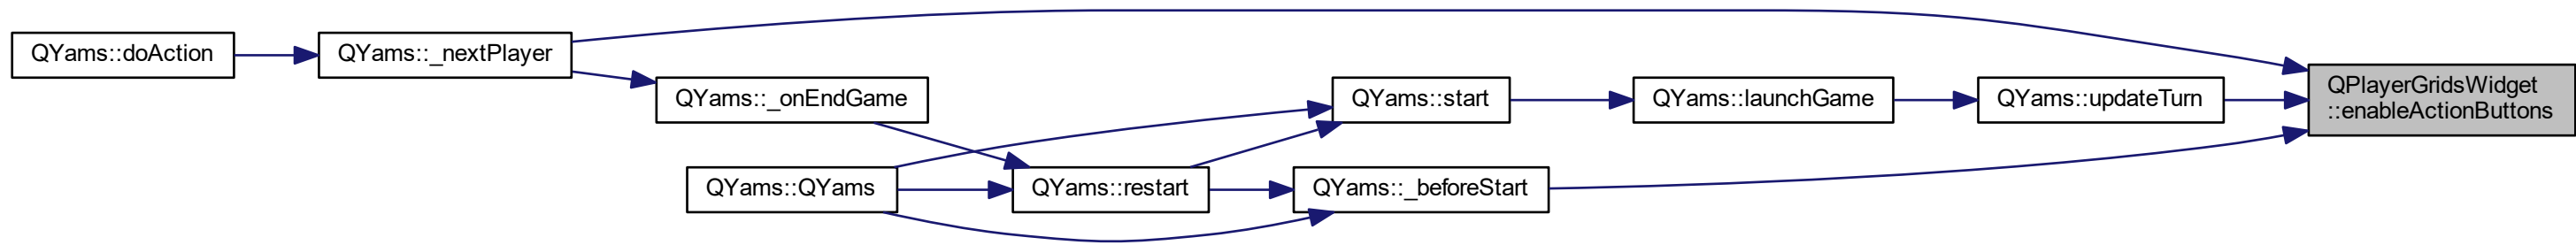 QYams::doAction
QYams::_nextPlayer
QYams::_onEndGame
QYams::QYams
QYams::start
QYams::restart
QYams::launchGame
QYams::_beforeStart
QYams::updateTurn
QPlayerGridsWidget
::enableActionButtons